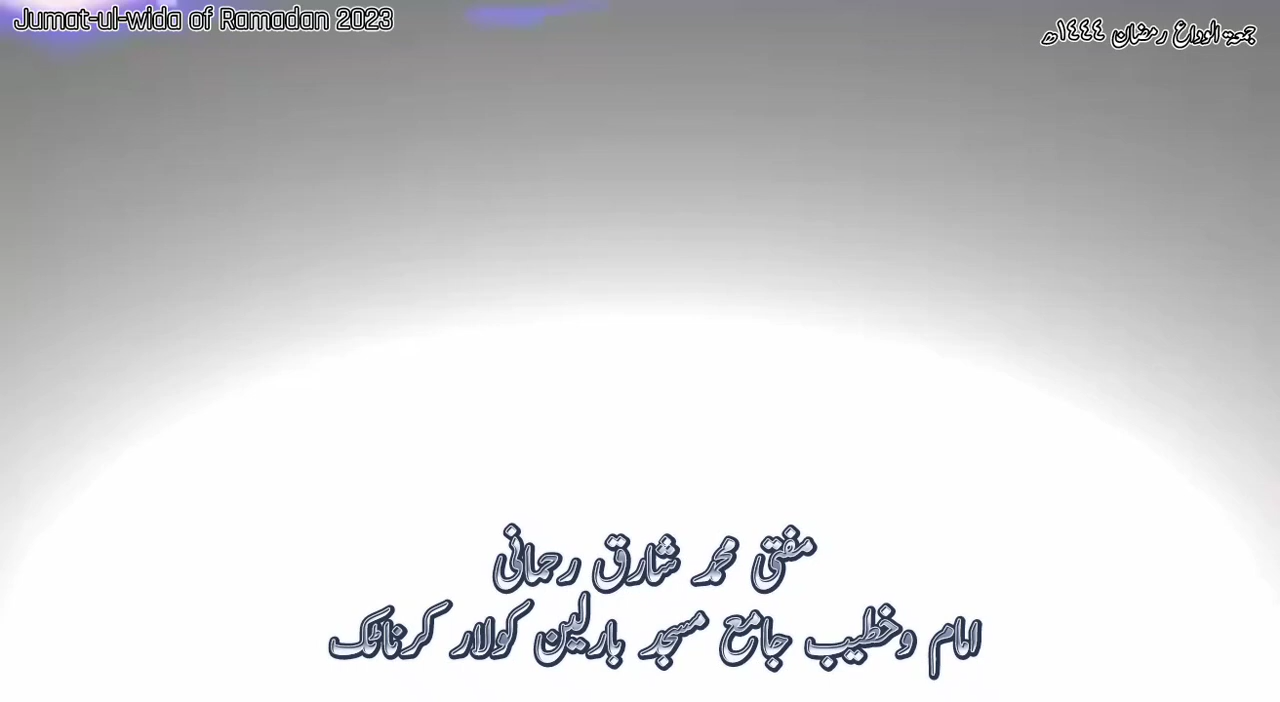 Jumat-ul-wida of Ramadan 2023
جمعۃ الوداع رمضان ١٤٤٤ھ
مفتی محمد شارق رحمانی
امام وخطیب جامع مسجد بارلین کولار کرناٹک